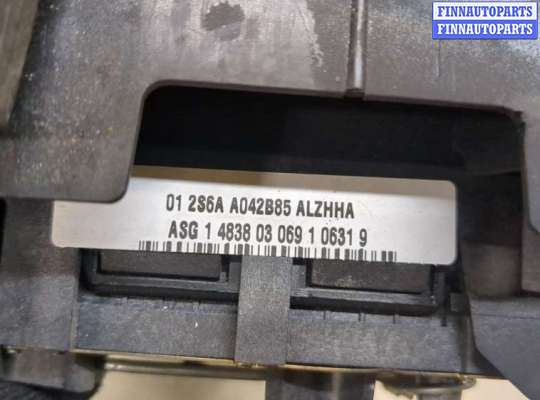 FINNAUTOPARTS
FINNAUTOPARTS
01 2S6A A042B85 ALZHHA
ASG 1 4838 03 069 1 0631 9